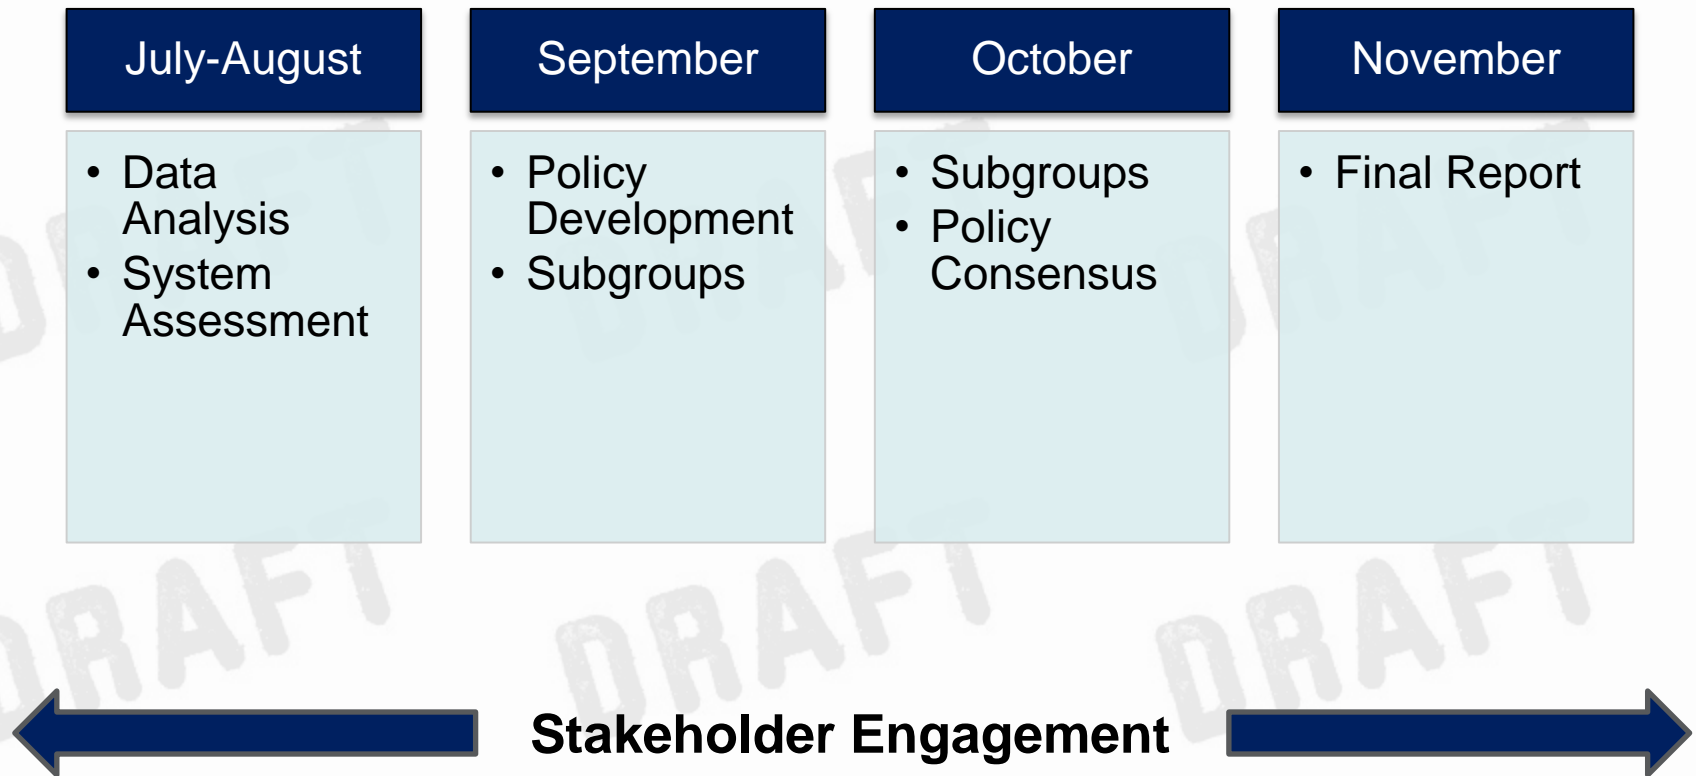 July-August
• Data
Analysis
• System
Assessment
September
• Policy
Development
• Subgroups
October
• Subgroups
• Policy
Consensus
November
• Final Report
DRAFT
DRAFT
DRAFT
DRAFT
DRAFT
DRAFT
Stakeholder Engagement